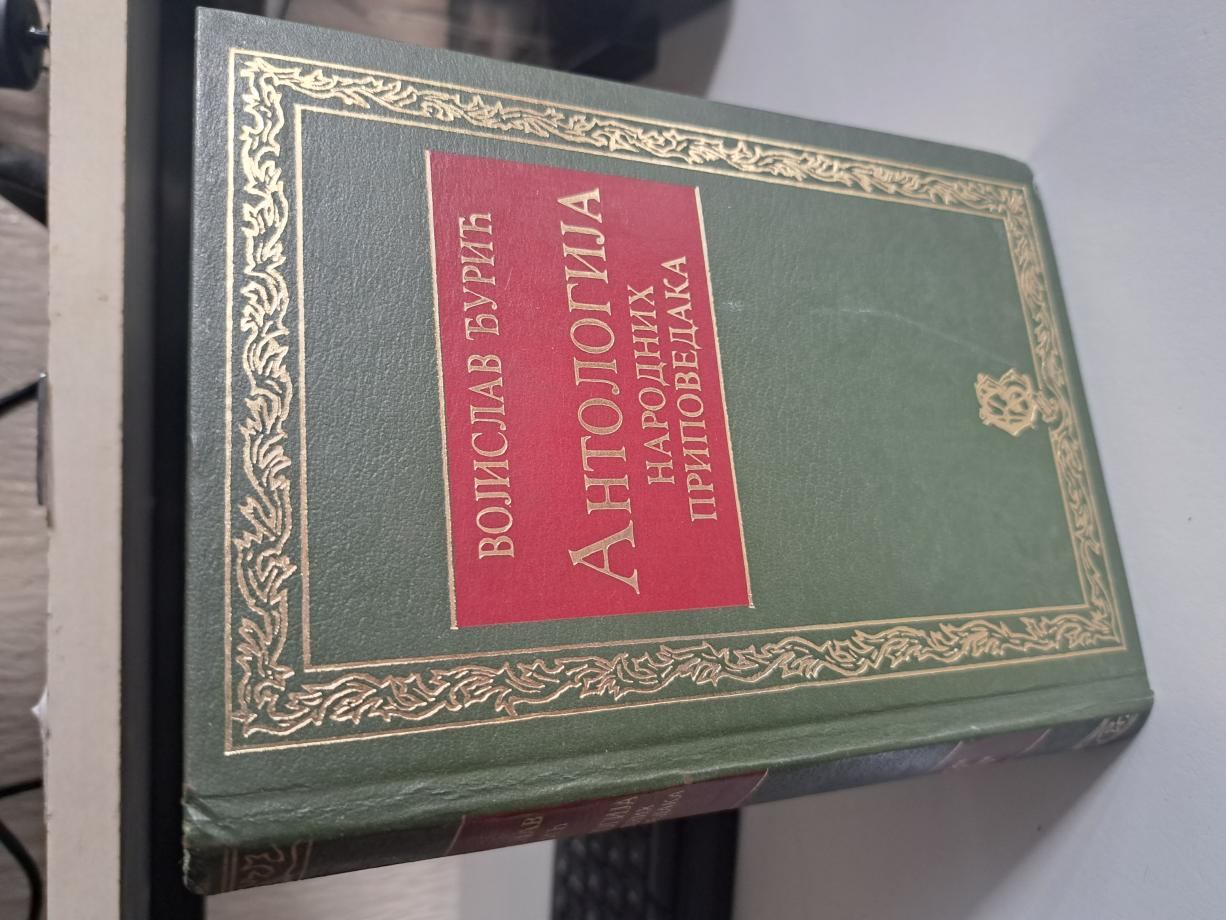 ВОЈИСЛАВ ЂУРИЋ
АНТОЛОГИЈА
НАРОДНИХ
ПРИПОВЕДАКА